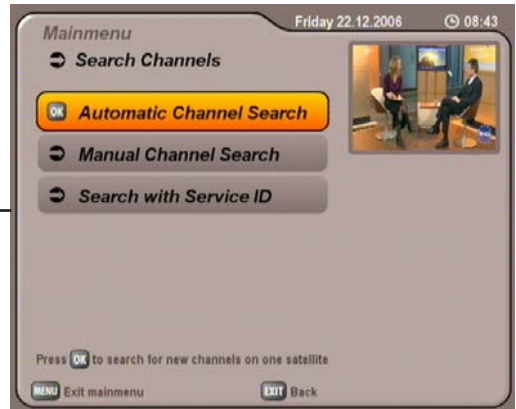 Friday 22.12.2006 08:43
Mainmenu
Search Channels
OK Automatic Channel Search
Manual Channel Search
Search with Service ID
Press OK to search for new channels on one satellite
MENU Exit mainmenu EXIT Back